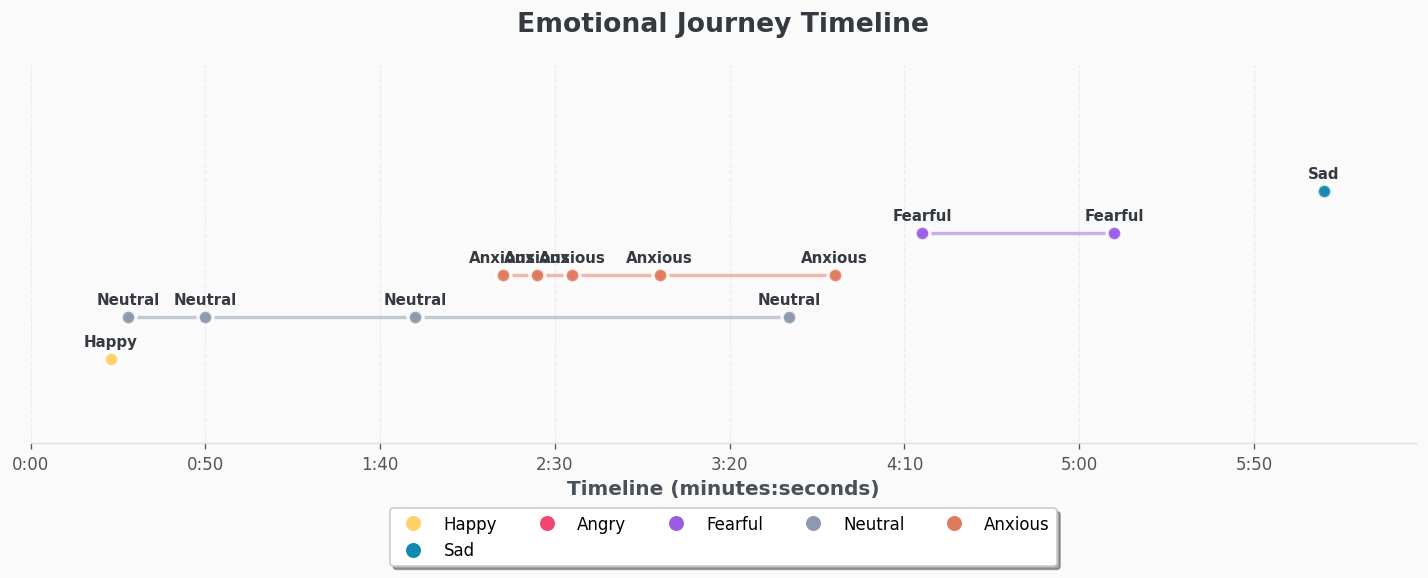 Emotional Journey Timeline
Sad
Fearful Fearful
Anxious Anxious Anxious Anxious Anxious
Neutral Neutral Neutral Neutral
Happy
0:00 0:50 1:40 2:30 3:20 4:10 5:00 5:50
Timeline (minutes:seconds)
Happy Angry Fearful Neutral Anxious
Sad